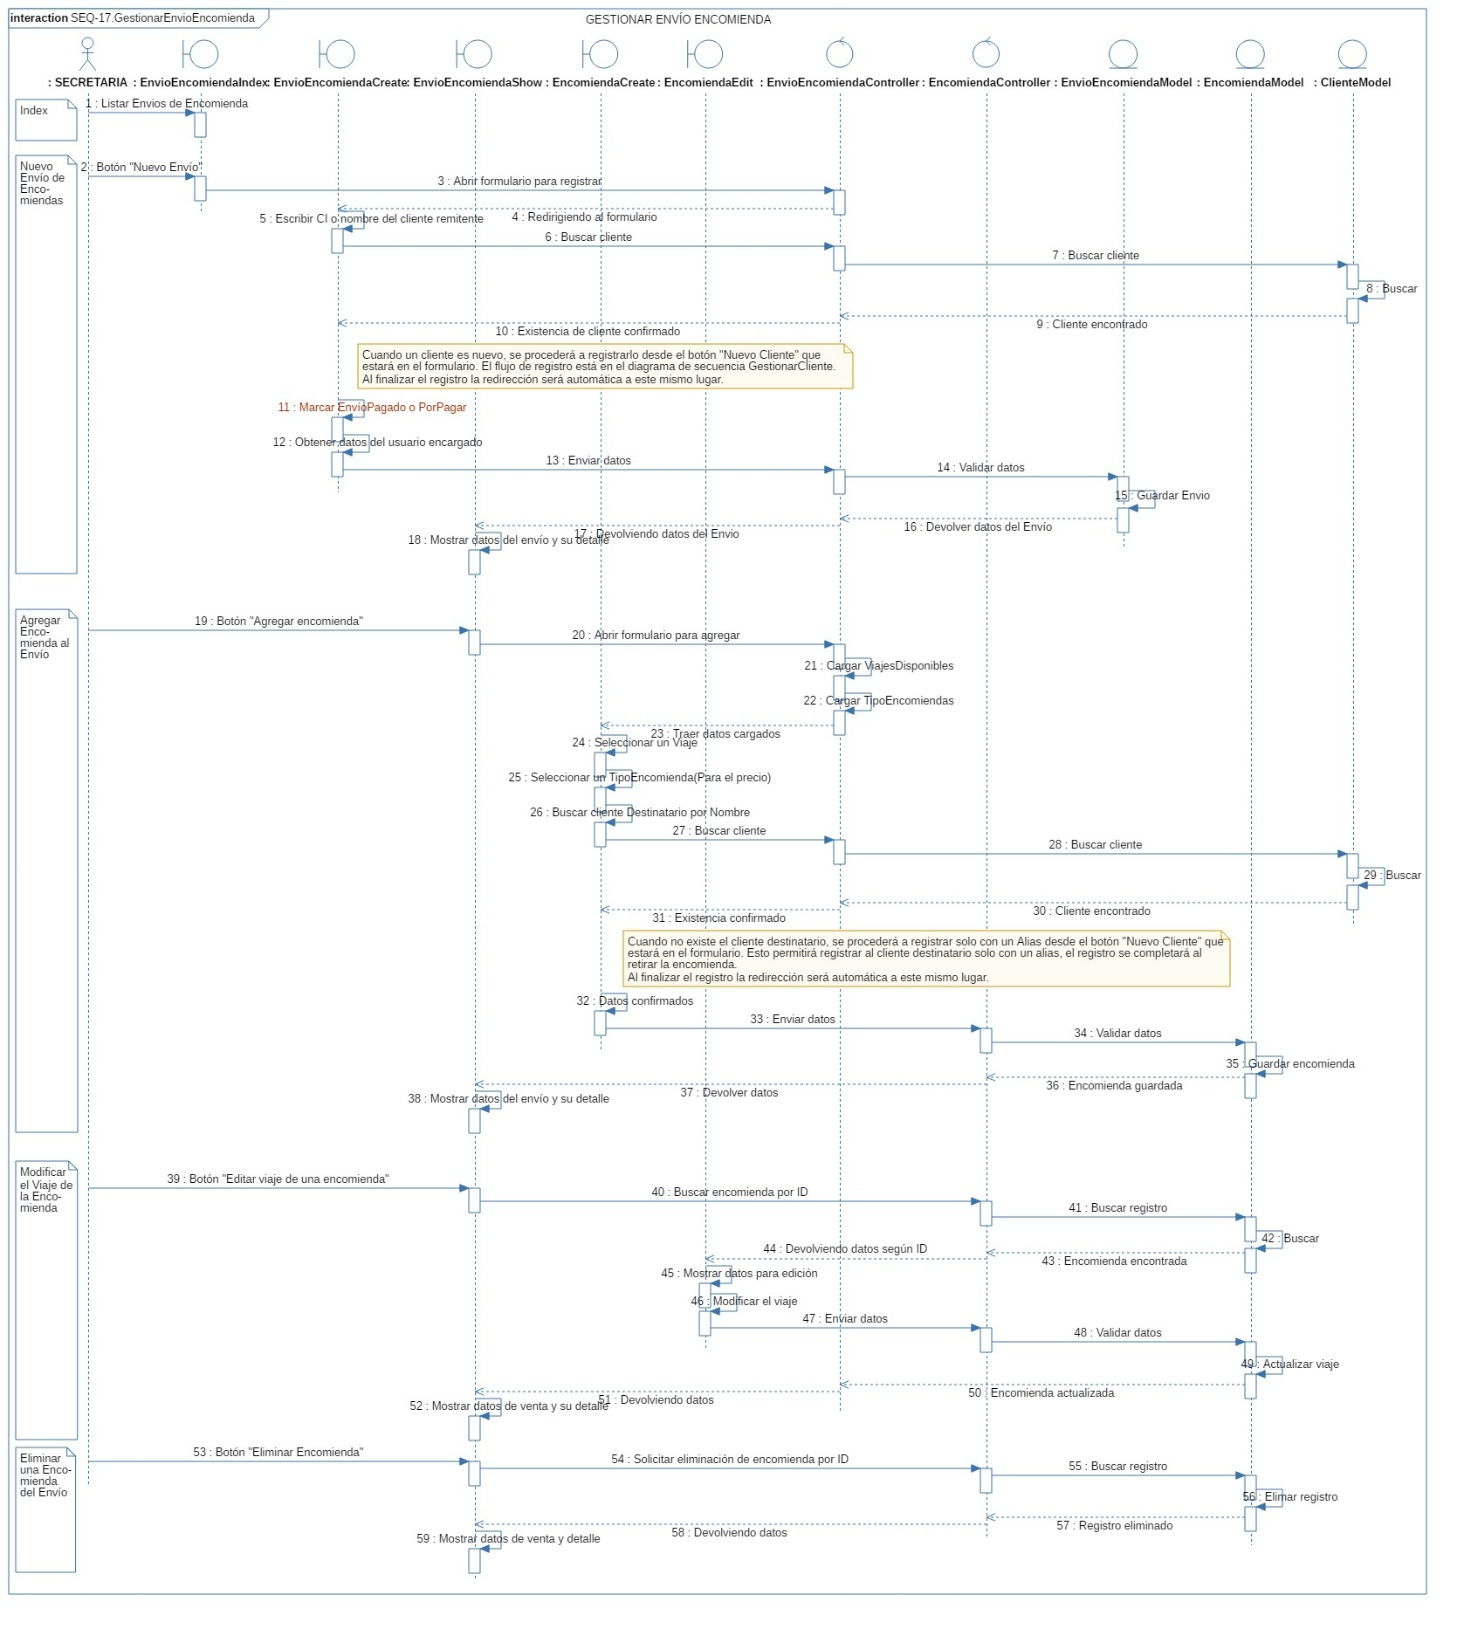 interaction SEQ-17.GestionarEnvioEncomienda
GESTIONAR ENVÍO ENCOMIENDA
: SECRETARIA
: EnvioEncomiendaIndex
: EnvioEncomiendaCreate
: EnvioEncomiendaShow
: EncomiendaCreate
: EncomiendaEdit
: EnvioEncomiendaController
: EncomiendaController
: EnvioEncomiendaModel
: EncomiendaModel
: ClienteModel
Index
1 : Listar Envios de Encomienda
Nuevo
Envío de
Enco-
miendas
2 : Botón "Nuevo Envío"
3 : Abrir formulario para registrar
4 : Redirigiendo al formulario
5 : Escribir CI o nombre del cliente remitente
6 : Buscar cliente
7 : Buscar cliente
8 : Buscar
9 : Cliente encontrado
10 : Existencia de cliente confirmado
Cuando un cliente es nuevo, se procederá a registrarlo desde el botón "Nuevo Cliente" que
estará en el formulario. El flujo de registro está en el diagrama de secuencia GestionarCliente.
Al finalizar el registro la redirección será automática a este mismo lugar.
11 : Marcar EnvíoPagado o PorPagar
12 : Obtener datos del usuario encargado
13 : Enviar datos
14 : Validar datos
15 : Guardar Envio
16 : Devolver datos del Envío
17 : Devolviendo datos del Envio
18 : Mostrar datos del envío y su detalle
Agregar
Enco-
mienda al
Envío
19 : Botón "Agregar encomienda"
20 : Abrir formulario para agregar
21 : Cargar ViajesDisponibles
22 : Cargar TipoEncomiendas
23 : Traer datos cargados
24 : Seleccionar un Viaje
25 : Seleccionar un TipoEncomienda(Para el precio)
26 : Buscar cliente Destinatario por Nombre
27 : Buscar cliente
28 : Buscar cliente
29 : Buscar
30 : Cliente encontrado
31 : Existencia confirmado
Cuando no existe el cliente destinatario, se procederá a registrar solo con un Alias desde el botón "Nuevo Cliente" que
estará en el formulario. Esto permitirá registrar al cliente destinatario solo con un alias, el registro se completará al
retirar la encomienda.
Al finalizar el registro la redirección será automática a este mismo lugar.
32 : Datos confirmados
33 : Enviar datos
34 : Validar datos
35 : Guardar encomienda
36 : Encomienda guardada
37 : Devolver datos
38 : Mostrar datos del envío y su detalle
Modificar
el Viaje de
la Enco-
mienda
39 : Botón "Editar viaje de una encomienda"
40 : Buscar encomienda por ID
41 : Buscar registro
42 : Buscar
43 : Encomienda encontrada
44 : Devolviendo datos según ID
45 : Mostrar datos para edición
46 : Modificar el viaje
47 : Enviar datos
48 : Validar datos
49 : Actualizar viaje
50 : Encomienda actualizada
51 : Devolviendo datos
52 : Mostrar datos de venta y su detalle
Eliminar
una Enco-
mienda
del Envío
53 : Botón "Eliminar Encomienda"
54 : Solicitar eliminación de encomienda por ID
55 : Buscar registro
56 : Elimar registro
57 : Registro eliminado
58 : Devolviendo datos
59 : Mostrar datos de venta y detalle